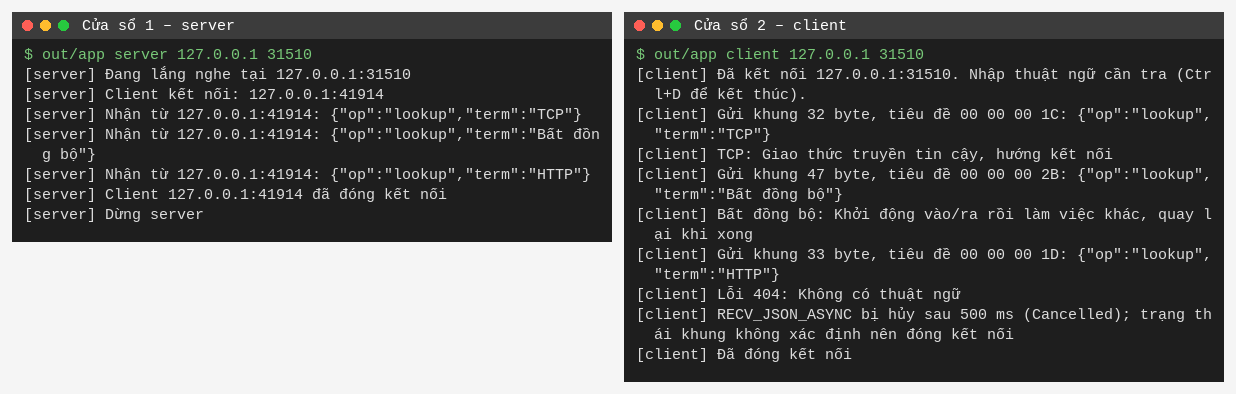 Cửa sổ 1 – server
$ out/app server 127.0.0.1 31510
[server] Đang lắng nghe tại 127.0.0.1:31510
[server] Client kết nối: 127.0.0.1:41914
[server] Nhận từ 127.0.0.1:41914: {"op":"lookup","term":"TCP"}
[server] Nhận từ 127.0.0.1:41914: {"op":"lookup","term":"Bất đồn
g bộ"}
[server] Nhận từ 127.0.0.1:41914: {"op":"lookup","term":"HTTP"}
[server] Client 127.0.0.1:41914 đã đóng kết nối
[server] Dừng server
Cửa sổ 2 – client
$ out/app client 127.0.0.1 31510
[client] Đã kết nối 127.0.0.1:31510. Nhập thuật ngữ cần tra (Ctr
l+D để kết thúc).
[client] Gửi khung 32 byte, tiêu đề 00 00 00 1C: {"op":"lookup",
"term":"TCP"}
[client] TCP: Giao thức truyền tin cậy, hướng kết nối
[client] Gửi khung 47 byte, tiêu đề 00 00 00 2B: {"op":"lookup",
"term":"Bất đồng bộ"}
[client] Bất đồng bộ: Khởi động vào/ra rồi làm việc khác, quay l
ại khi xong
[client] Gửi khung 33 byte, tiêu đề 00 00 00 1D: {"op":"lookup",
"term":"HTTP"}
[client] Lỗi 404: Không có thuật ngữ
[client] RECV_JSON_ASYNC bị hủy sau 500 ms (Cancelled); trạng th
ái khung không xác định nên đóng kết nối
[client] Đã đóng kết nối